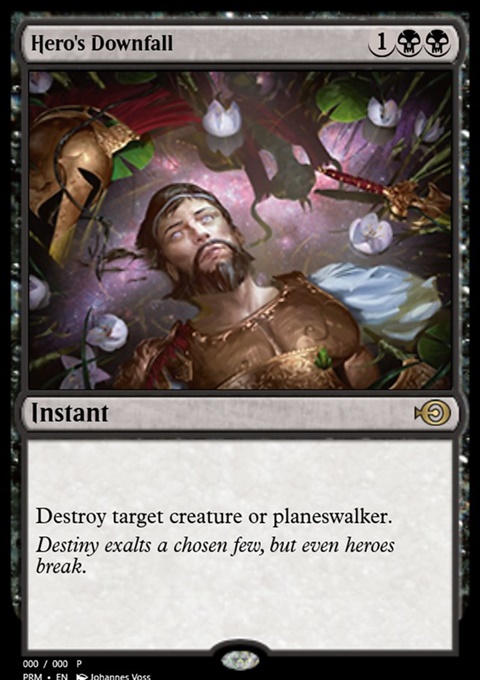 Hero's Downfall 1
Instant
Destroy target creature or planeswalker.
Destiny exalts a chosen few, but even heroes
break.
000 / 000 P
PRM • EN Johannes Voss